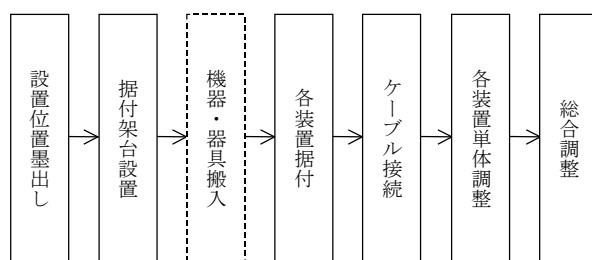 設置位置墨出し
据付架台設置
機器・器具搬入
各装置据付
ケーブル接続
各装置単体調整
総合調整